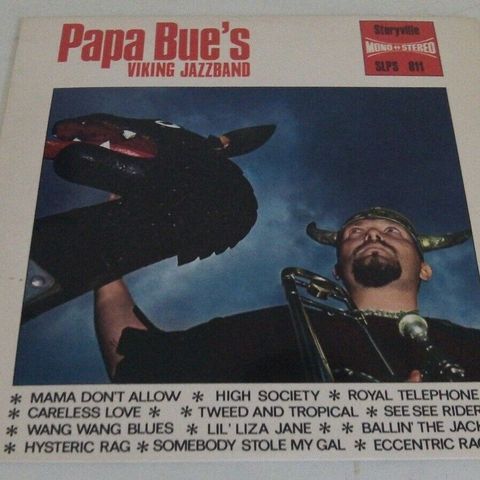 Papa Bue's
VIKING JAZZBAND
Storyville
MONO ↔ STEREO
SLPS 811
* MAMA DON'T ALLOW * HIGH SOCIETY * ROYAL TELEPHONE
* CARELESS LOVE * * TWEED AND TROPICAL * SEE SEE RIDER
* WANG WANG BLUES * LIL' LIZA JANE * BALLIN' THE JACK
* HYSTERIC RAG * SOMEBODY STOLE MY GAL * ECCENTRIC RAG